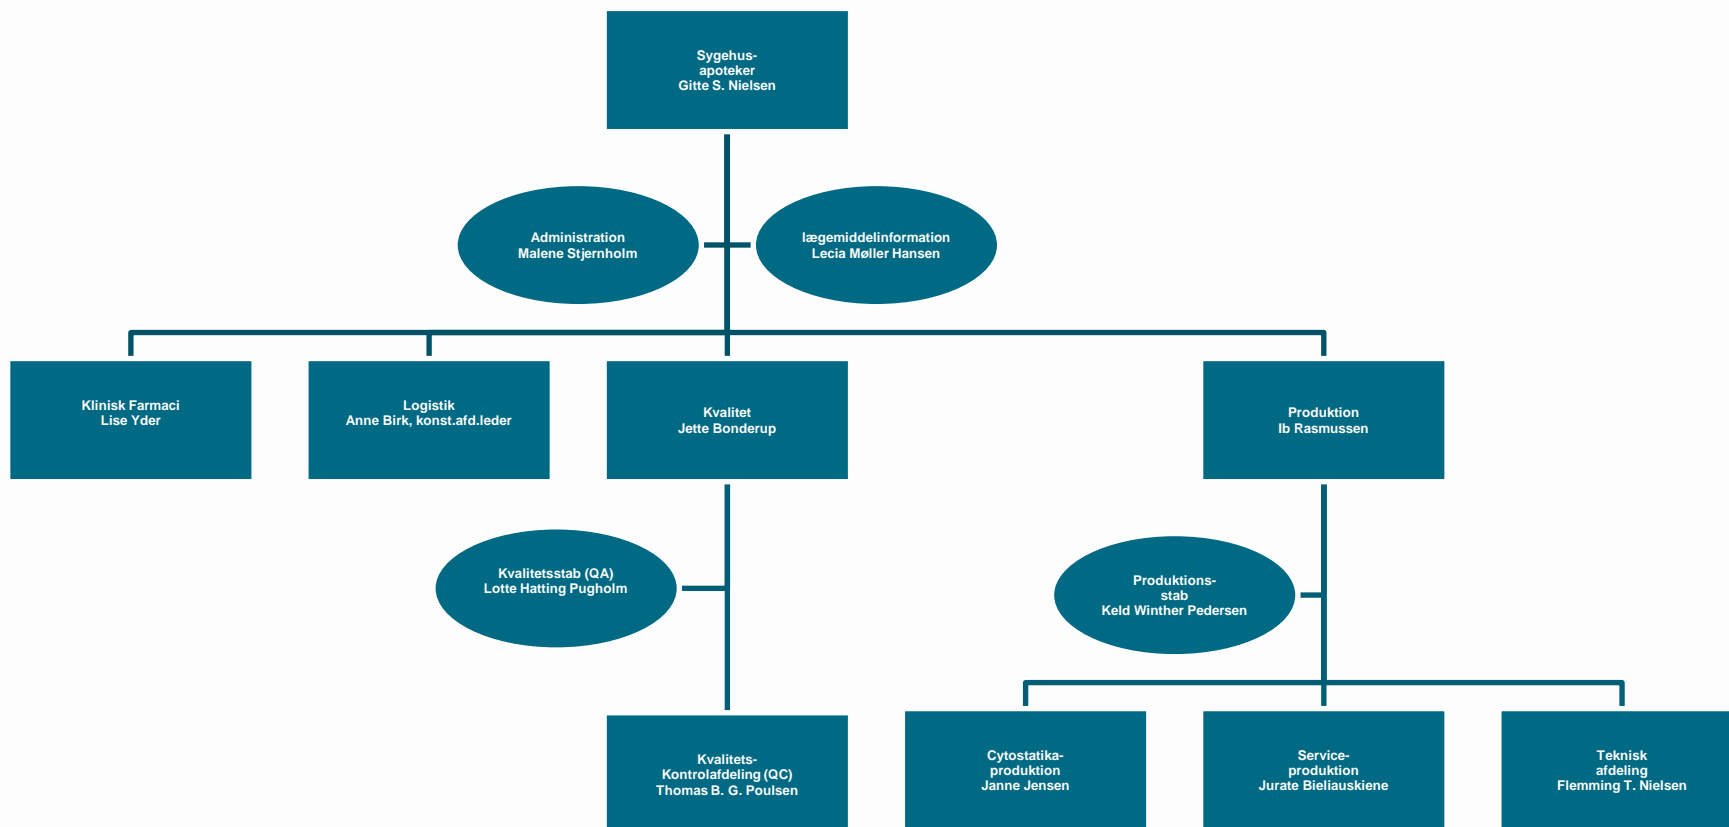 Sygehus-
apoteker
Gitte S. Nielsen
Administration
Malene Stjernholm
lægemiddelinformation
Lecia Møller Hansen
Klinisk Farmaci
Lise Yder
Logistik
Anne Birk, konst.afd.leder
Kvalitet
Jette Bonderup
Produktion
Ib Rasmussen
Kvalitetsstab (QA)
Lotte Hatting Pugholm
Produktions-
stab
Keld Winther Pedersen
Kvalitets-
Kontrolafdeling (QC)
Thomas B. G. Poulsen
Cytostatika-
produktion
Janne Jensen
Service-
produktion
Jurate Bieliauskiene
Teknisk
afdeling
Flemming T. Nielsen